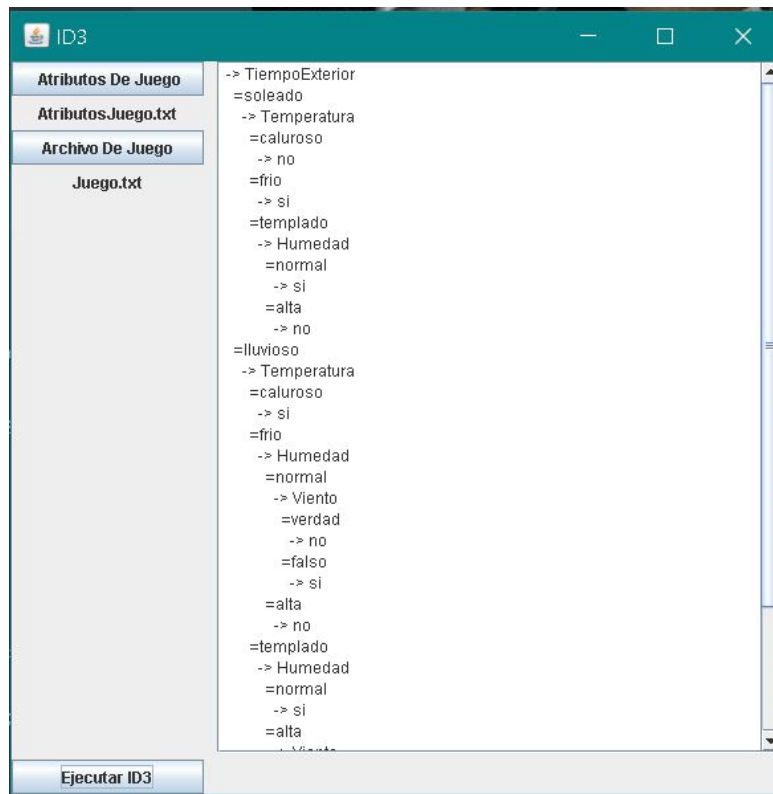 ID3
Atributos De Juego
AtributosJuego.txt
Archivo De Juego
Juego.txt
-> TiempoExterior
=soleado
-> Temperatura
=caluroso
-> no
=frio
-> si
=templado
-> Humedad
=normal
-> si
=alta
-> no
=lluvioso
-> Temperatura
=caluroso
-> si
=frio
-> Humedad
=normal
-> Viento
=verdad
-> no
=falso
-> si
=alta
-> no
=templado
-> Humedad
=normal
-> si
=alta
-> Viento
Ejecutar ID3